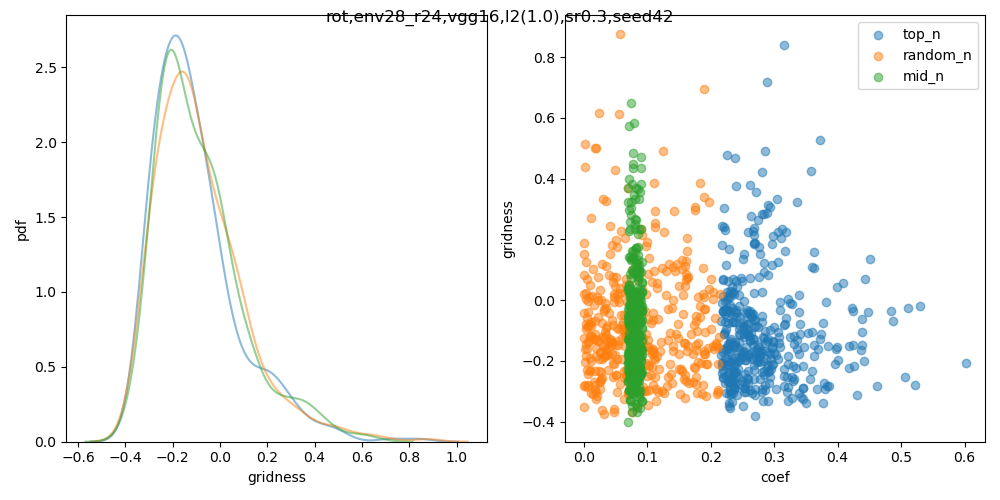 rot,env28_r24,vgg16,l2(1.0),sr0.3,seed42
pdf
2.5
2.0
1.5
1.0
0.5
0.0
−0.6 −0.4 −0.2 0.0 0.2 0.4 0.6 0.8 1.0
gridness
gridness
0.8
0.6
0.4
0.2
0.0
−0.2
−0.4
0.0 0.1 0.2 0.3 0.4 0.5 0.6
coef
top_n
random_n
mid_n